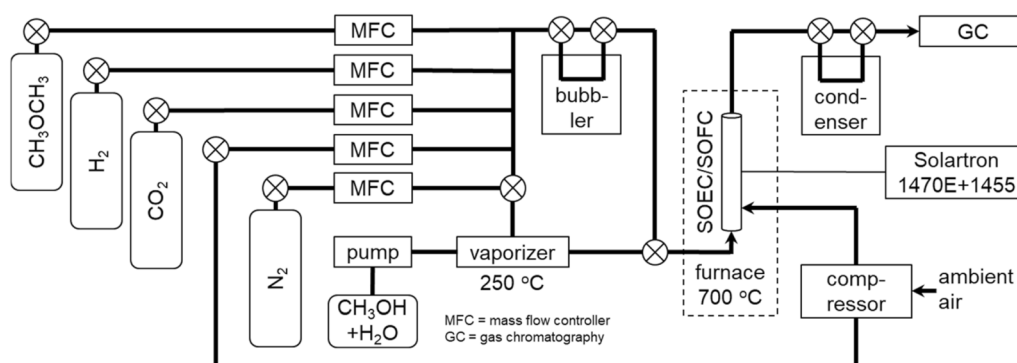 CH₃OCH₃
H₂
CO₂
N₂
MFC
MFC
MFC
MFC
MFC
pump
CH₃OH
+H₂O
vaporizer
250 °C
MFC = mass flow controller
GC = gas chromatography
bubb-
ler
SOEC/SOFC
furnace
700 °C
cond-
enser
GC
Solartron
1470E+1455
comp-
ressor
ambient
air